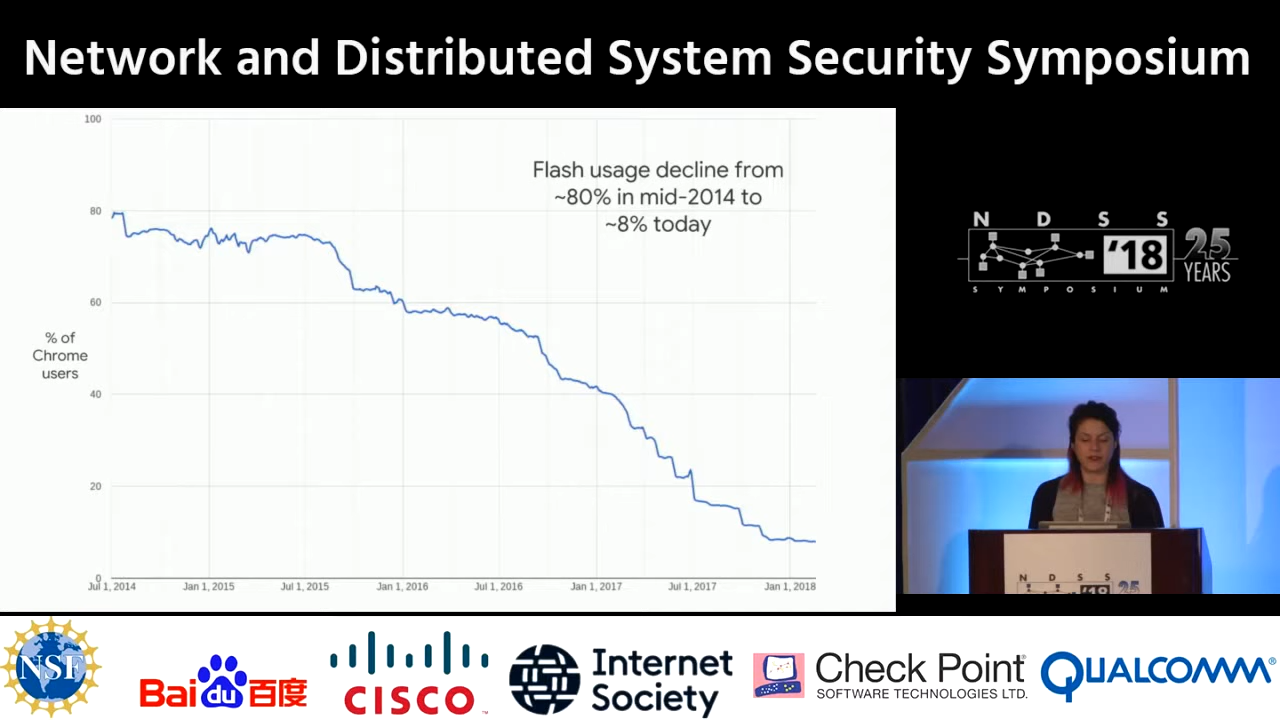 Network and Distributed System Security Symposium
100
80
60
40
20
0
% of
Chrome
users
Flash usage decline from
~80% in mid-2014 to
~8% today
Jul 1, 2014
Jan 1, 2015
Jul 1, 2015
Jan 1, 2016
Jul 1, 2016
Jan 1, 2017
Jul 1, 2017
Jan 1, 2018
N D S S
'18
SYMPOSIUM
25
YEARS
N D S S
'18
25
NSF
Baidu百度
CISCO
Internet
Society
Check Point
SOFTWARE TECHNOLOGIES LTD.
QUALCOMM®